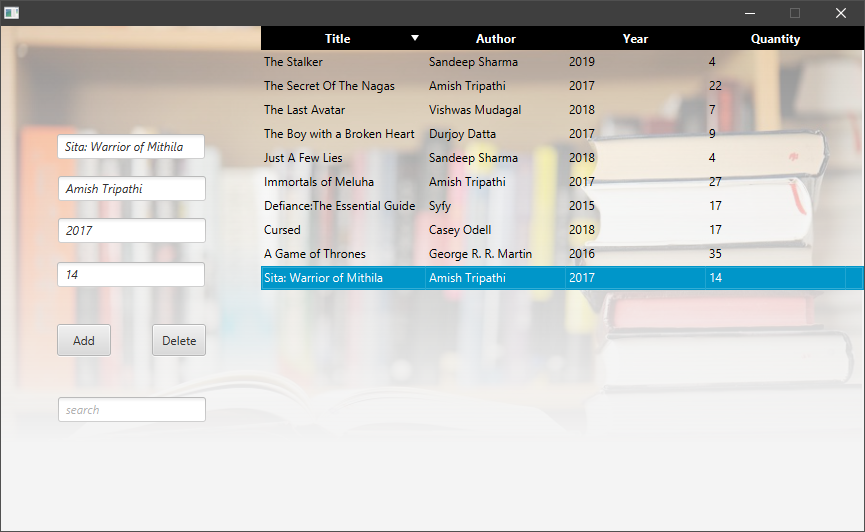 Title Author Year Quantity
The Stalker Sandeep Sharma 2019 4
The Secret Of The Nagas Amish Tripathi 2017 22
The Last Avatar Vishwas Mudagal 2018 7
The Boy with a Broken Heart Durjoy Datta 2017 9
Just A Few Lies Sandeep Sharma 2018 4
Immortals of Meluha Amish Tripathi 2017 27
Defiance:The Essential Guide Syfy 2015 17
Cursed Casey Odell 2018 17
A Game of Thrones George R. R. Martin 2016 35
Sita: Warrior of Mithila Amish Tripathi 2017 14
Sita: Warrior of Mithila
Amish Tripathi
2017
14
Add Delete
search